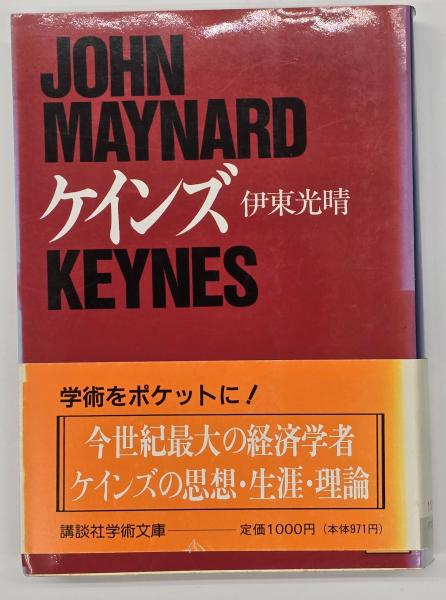 JOHN
MAYNARD
ケインズ 伊東光晴
KEYNES
学術をポケットに!
今世紀最大の経済学者
ケインズの思想・生涯・理論
講談社学術文庫――定価1000円(本体971円)